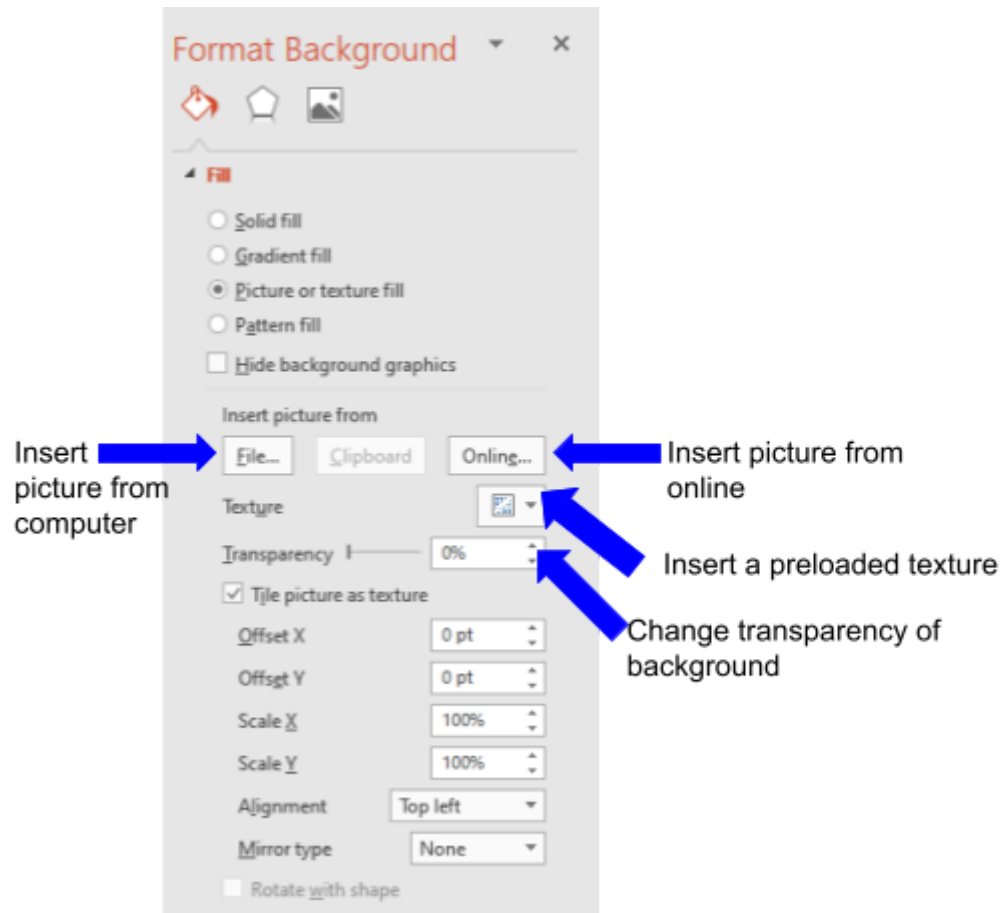 Format Background
Fill
Solid fill
Gradient fill
Picture or texture fill
Pattern fill
Hide background graphics
Insert picture from
Insert
picture from
computer
File...
Clipboard
Online...
Insert picture from
online
Texture
Insert a preloaded texture
Transparency
0%
Change transparency of
background
Tile picture as texture
Offset X
0 pt
Offset Y
0 pt
Scale X
100%
Scale Y
100%
Alignment
Top left
Mirror type
None
Rotate with shape